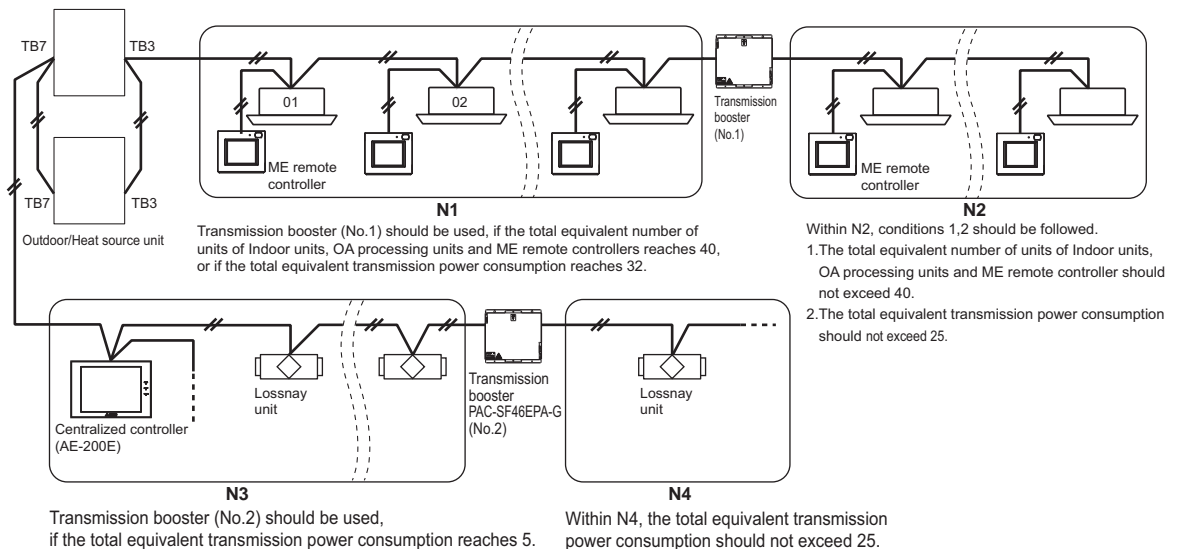 TB7
TB3
TB7
TB3
Outdoor/Heat source unit
01
02
ME remote
controller
N1
Transmission booster (No.1) should be used, if the total equivalent number of
units of Indoor units, OA processing units and ME remote controllers reaches 40,
or if the total equivalent transmission power consumption reaches 32.
Transmission
booster
(No.1)
ME remote
controller
N2
Within N2, conditions 1,2 should be followed.
1.The total equivalent number of units of Indoor units,
OA processing units and ME remote controller should
not exceed 40.
2.The total equivalent transmission power consumption
should not exceed 25.
Centralized controller
(AE-200E)
Lossnay
unit
N3
Transmission booster (No.2) should be used,
if the total equivalent transmission power consumption reaches 5.
Transmission
booster
PAC-SF46EPA-G
(No.2)
Lossnay
unit
N4
Within N4, the total equivalent transmission
power consumption should not exceed 25.